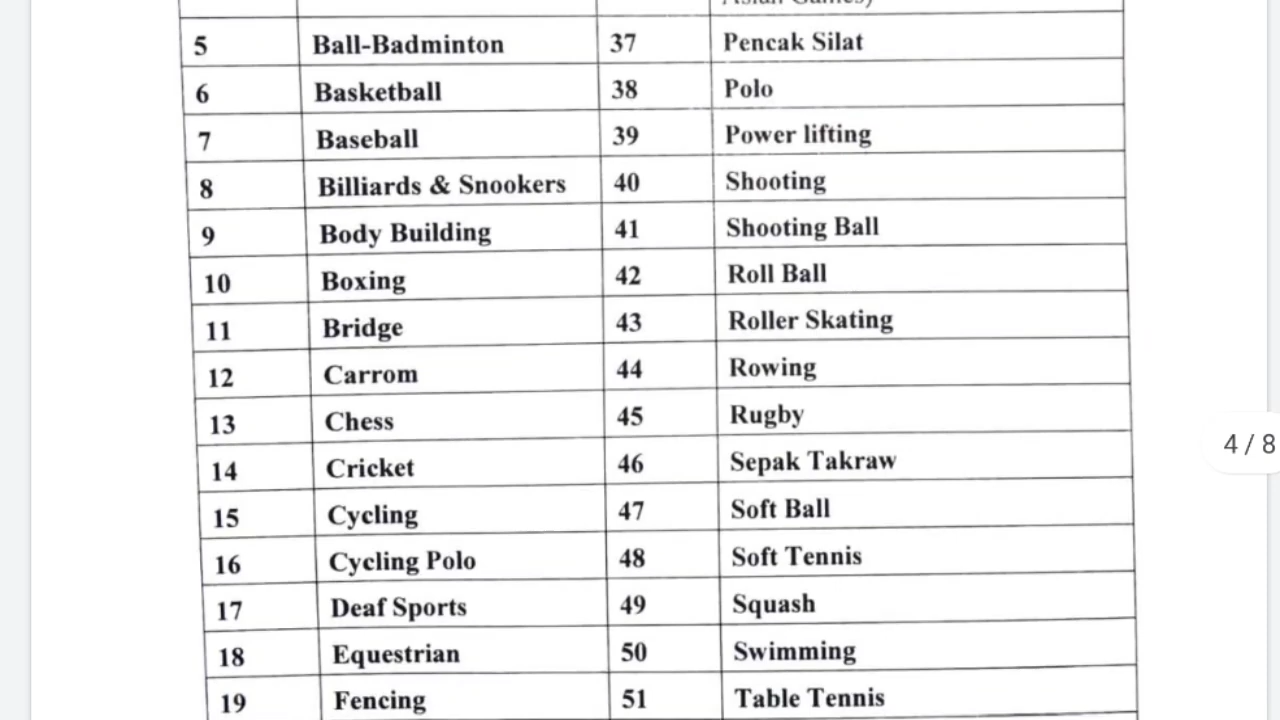 Asian Games)
5 Ball-Badminton 37 Pencak Silat
6 Basketball 38 Polo
7 Baseball 39 Power lifting
8 Billiards & Snookers 40 Shooting
9 Body Building 41 Shooting Ball
10 Boxing 42 Roll Ball
11 Bridge 43 Roller Skating
12 Carrom 44 Rowing
13 Chess 45 Rugby
14 Cricket 46 Sepak Takraw
15 Cycling 47 Soft Ball
16 Cycling Polo 48 Soft Tennis
17 Deaf Sports 49 Squash
18 Equestrian 50 Swimming
19 Fencing 51 Table Tennis
4 / 8